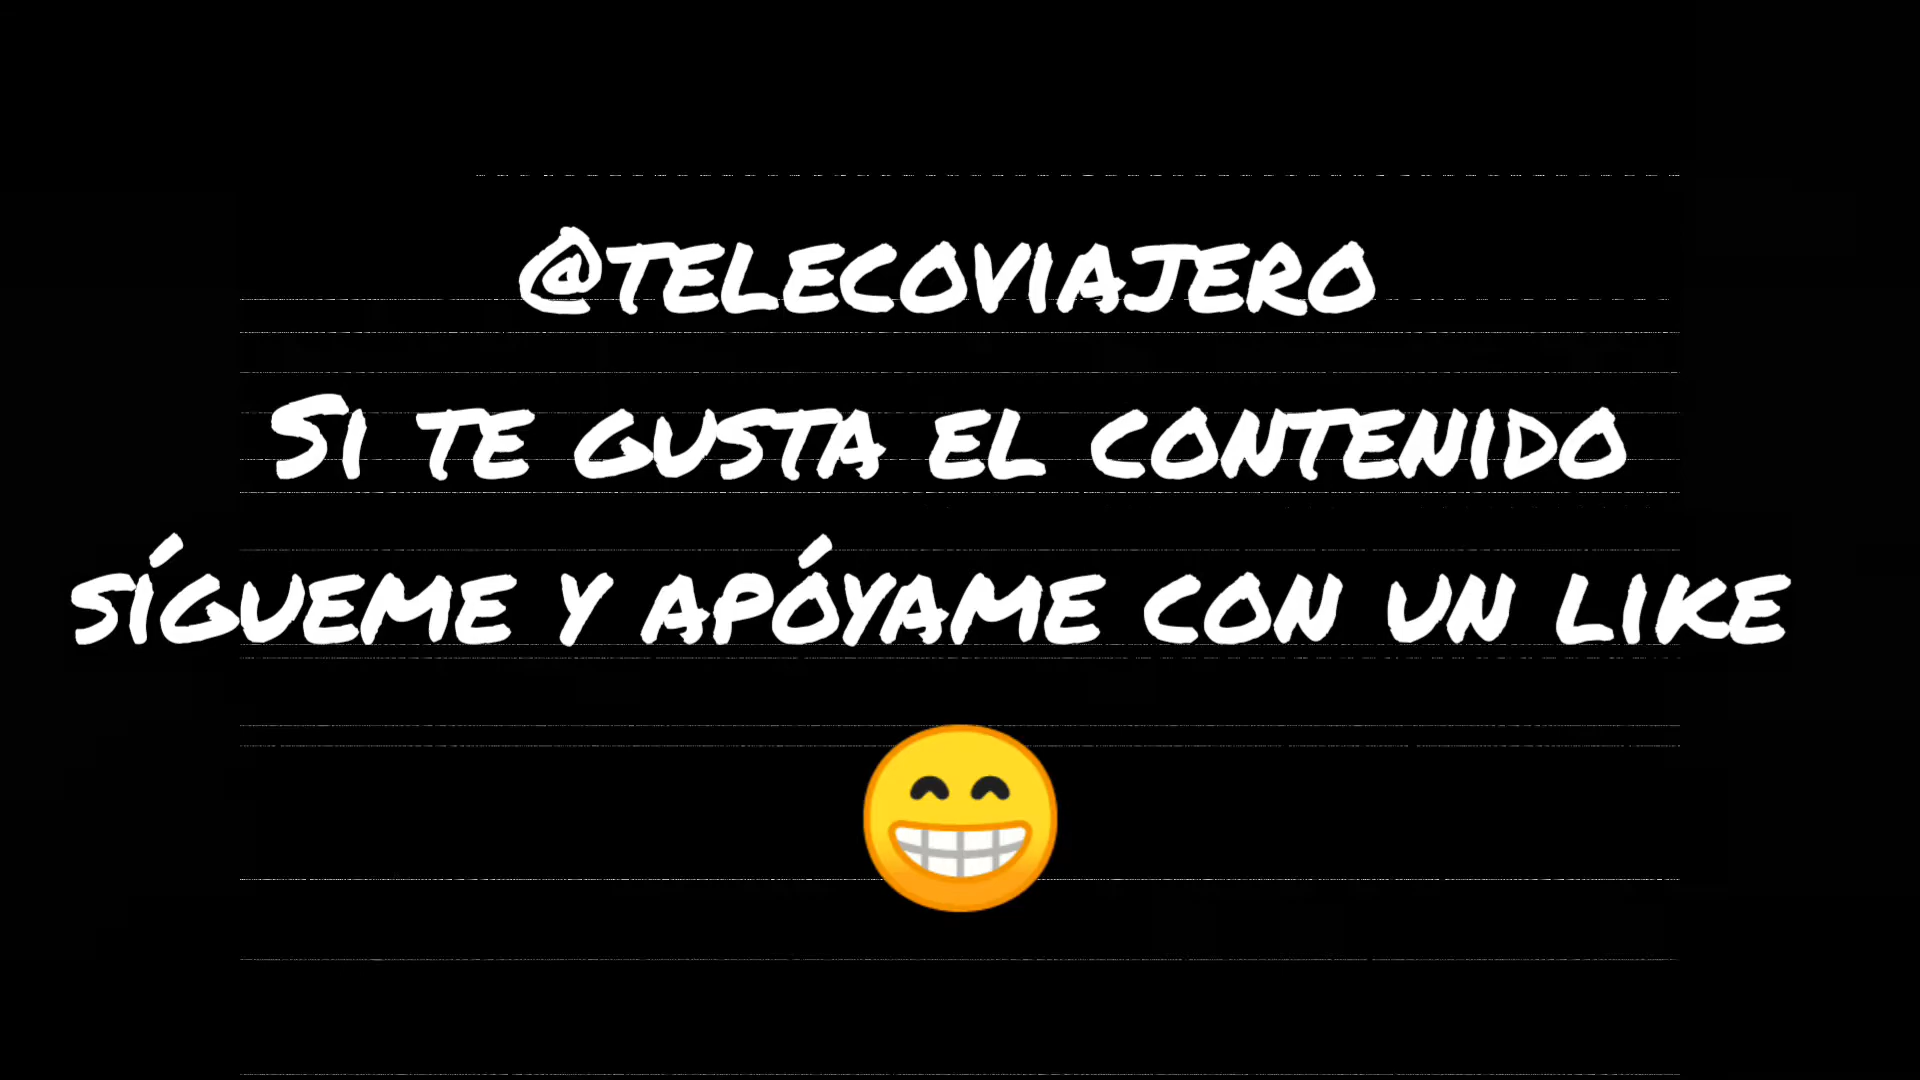 @TELECOVIAJERO
SI TE GUSTA EL CONTENIDO
SÍGUEME Y APÓYAME CON UN LIKE
😁